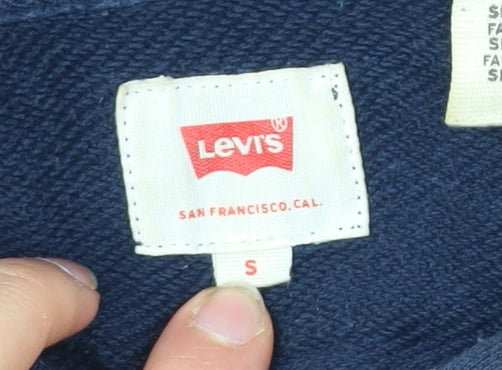 LEVI'S®
SAN FRANCISCO, CAL.
S